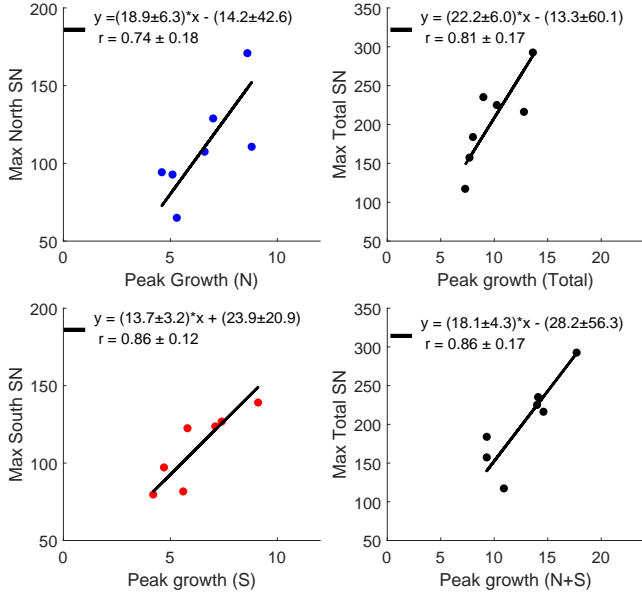 y =(18.9±6.3)*x - (14.2±42.6)
r = 0.74 ± 0.18
200
150
100
50
0
5
10
Max North SN
Peak Growth (N)
y = (22.2±6.0)*x - (13.3±60.1)
r = 0.81 ± 0.17
350
300
250
200
150
100
50
0
5
10
15
20
Max Total SN
Peak growth (Total)
y = (13.7±3.2)*x + (23.9±20.9)
r = 0.86 ± 0.12
200
150
100
50
0
5
10
Max South SN
Peak growth (S)
y = (18.1±4.3)*x - (28.2±56.3)
r = 0.86 ± 0.17
350
300
250
200
150
100
50
0
5
10
15
20
Max Total SN
Peak growth (N+S)